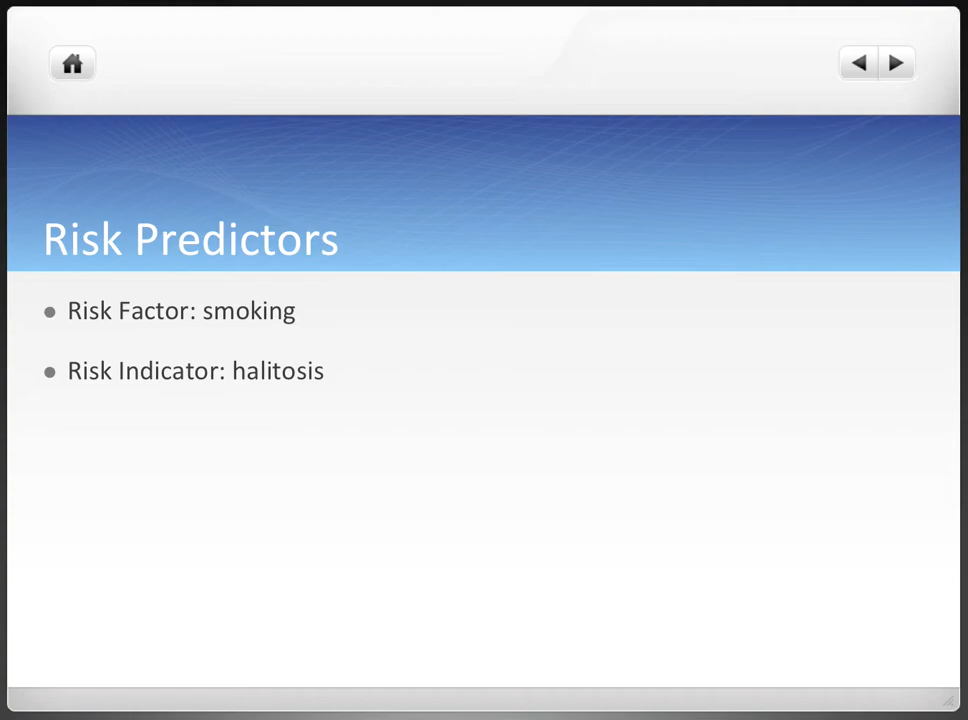 Risk Predictors
Risk Factor: smoking
Risk Indicator: halitosis